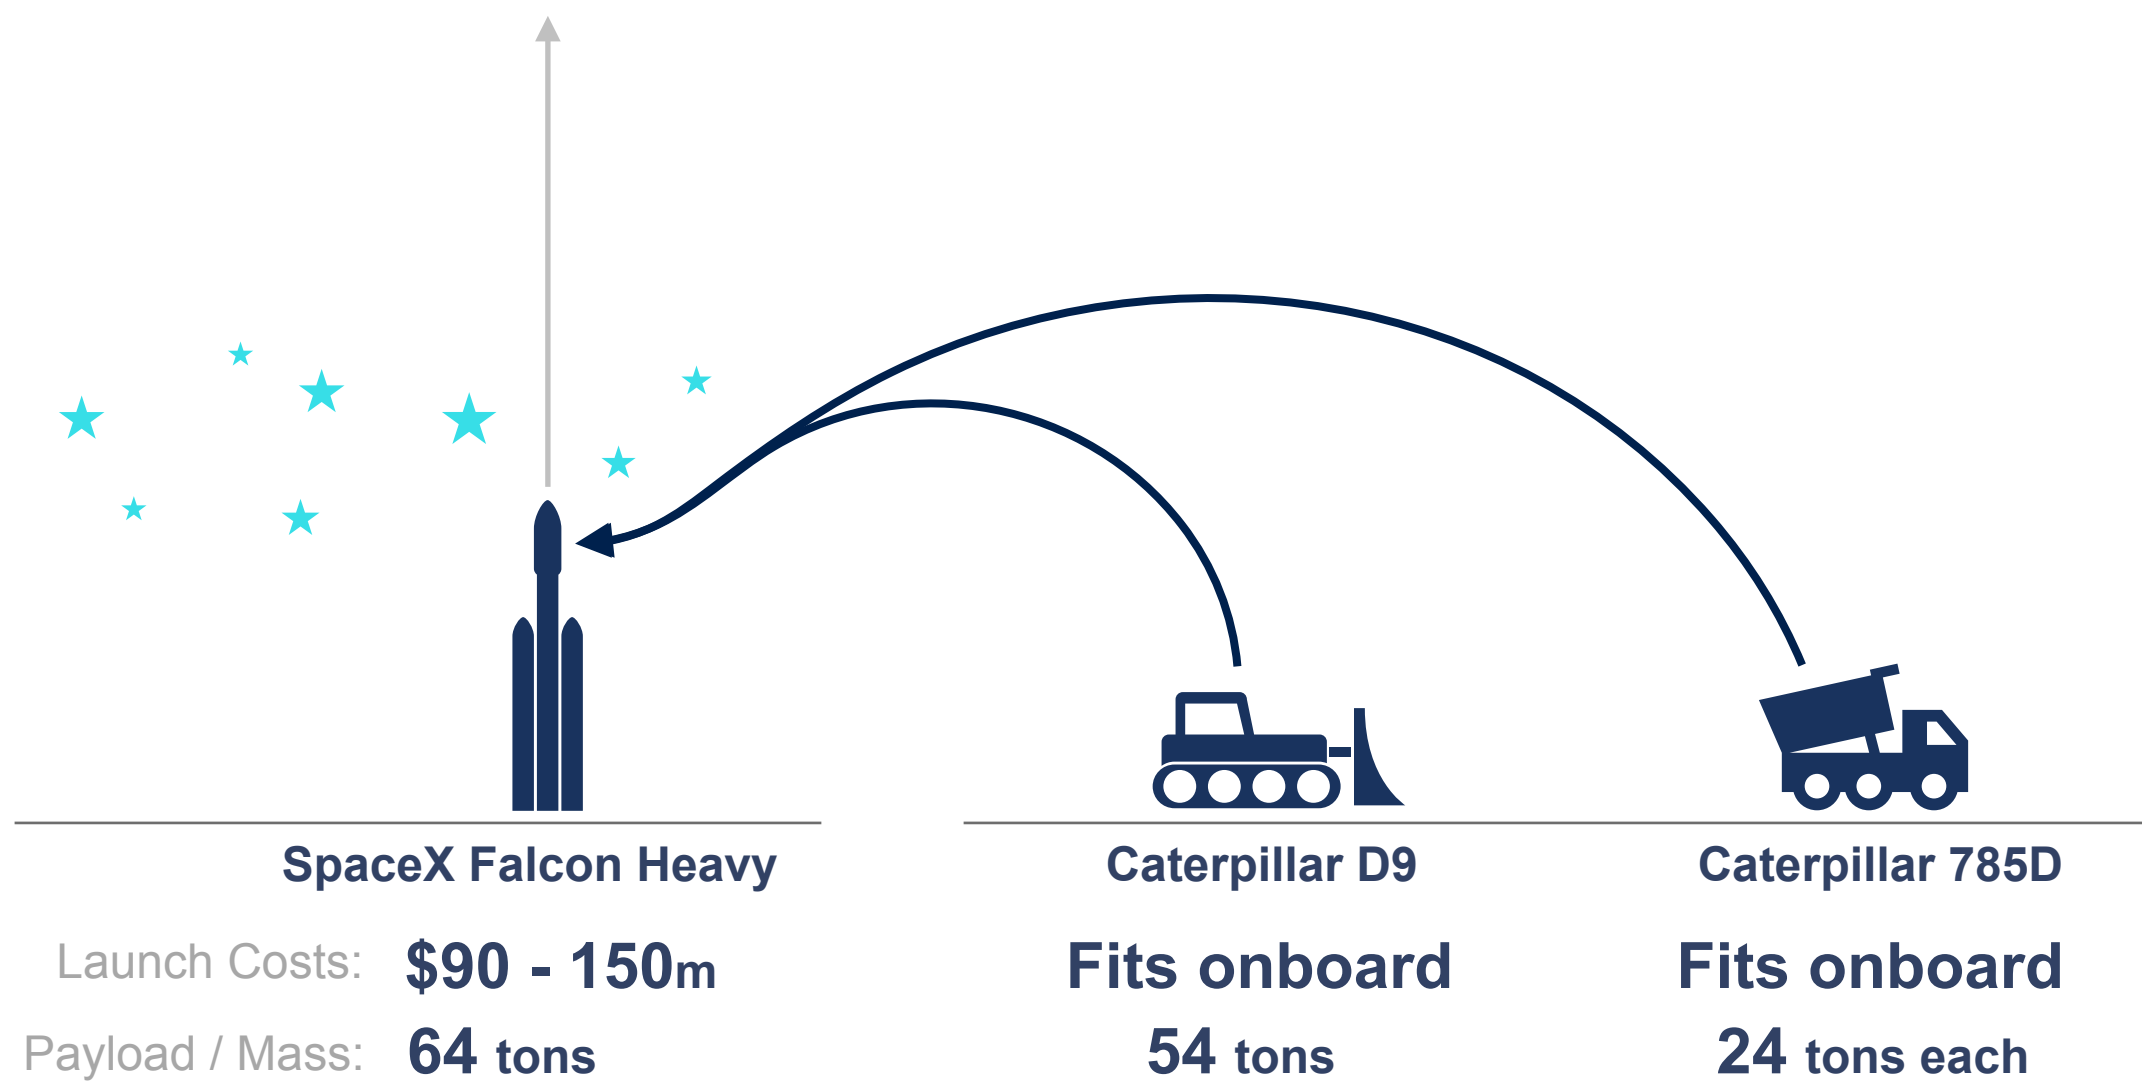 SpaceX Falcon Heavy
Caterpillar D9
Caterpillar 785D
Launch Costs: $90 - 150m
Fits onboard
Fits onboard
Payload / Mass: 64 tons
54 tons
24 tons each